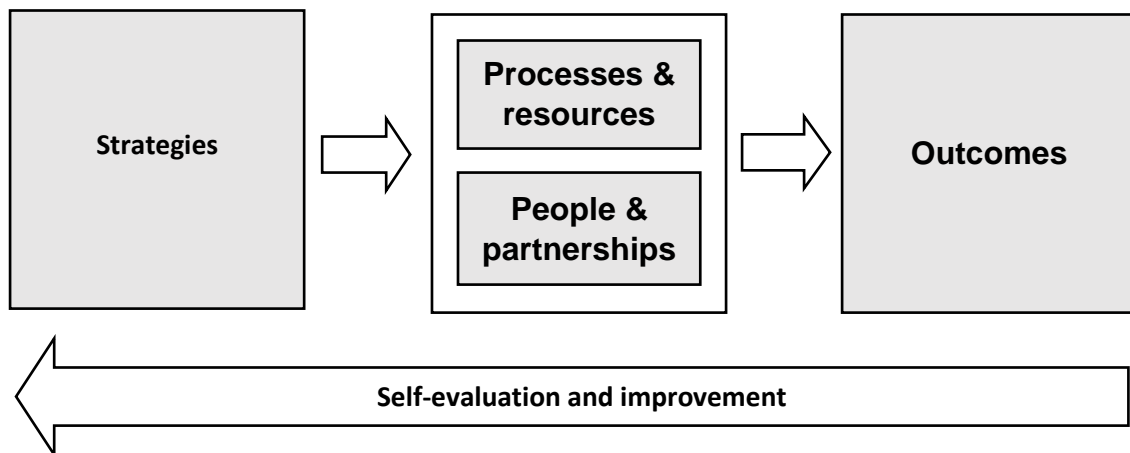 Strategies
Processes &
resources
People &
partnerships
Outcomes
Self-evaluation and improvement